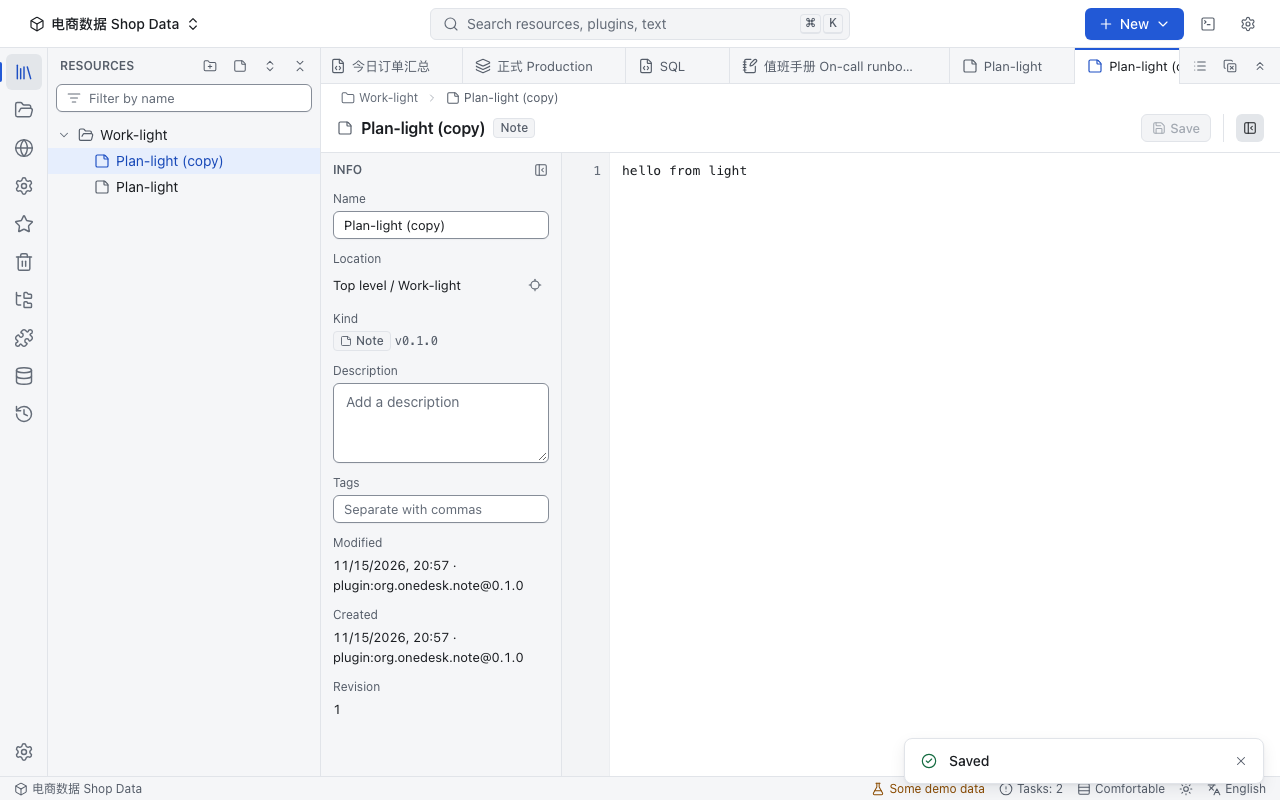 电商数据 Shop Data
Search resources, plugins, text
⌘ K
New
RESOURCES
今日订单汇总
正式 Production
SQL
值班手册 On-call runbo...
Plan-light
Plan-light (c
Filter by name
Work-light
Plan-light (copy)
Plan-light (copy)
Note
Save
Work-light
Plan-light (copy)
Plan-light
INFO
Name
Plan-light (copy)
Location
Top level / Work-light
Kind
Note v0.1.0
Description
Add a description
Tags
Separate with commas
Modified
11/15/2026, 20:57 ·
plugin:org.onedesk.note@0.1.0
Created
11/15/2026, 20:57 ·
plugin:org.onedesk.note@0.1.0
Revision
1
1 hello from light
Saved
电商数据 Shop Data
Some demo data
Tasks: 2
Comfortable
English